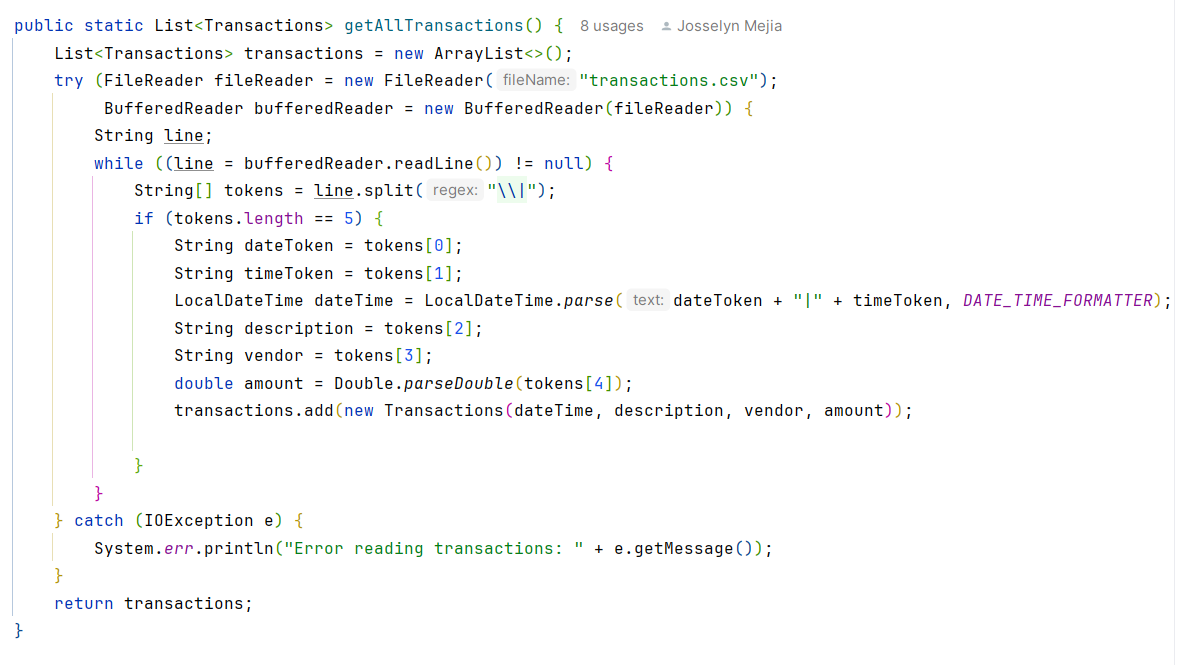 public static List<Transactions> getAllTransactions() {  8 usages  Josselyn Mejia
    List<Transactions> transactions = new ArrayList<>();
    try (FileReader fileReader = new FileReader( fileName: "transactions.csv");
         BufferedReader bufferedReader = new BufferedReader(fileReader)) {
        String line;
        while ((line = bufferedReader.readLine()) != null) {
            String[] tokens = line.split( regex: "\\|");
            if (tokens.length == 5) {
                String dateToken = tokens[0];
                String timeToken = tokens[1];
                LocalDateTime dateTime = LocalDateTime.parse( text: dateToken + "|" + timeToken, DATE_TIME_FORMATTER);
                String description = tokens[2];
                String vendor = tokens[3];
                double amount = Double.parseDouble(tokens[4]);
                transactions.add(new Transactions(dateTime, description, vendor, amount));

            }
        }
    } catch (IOException e) {
        System.err.println("Error reading transactions: " + e.getMessage());
    }
    return transactions;
}